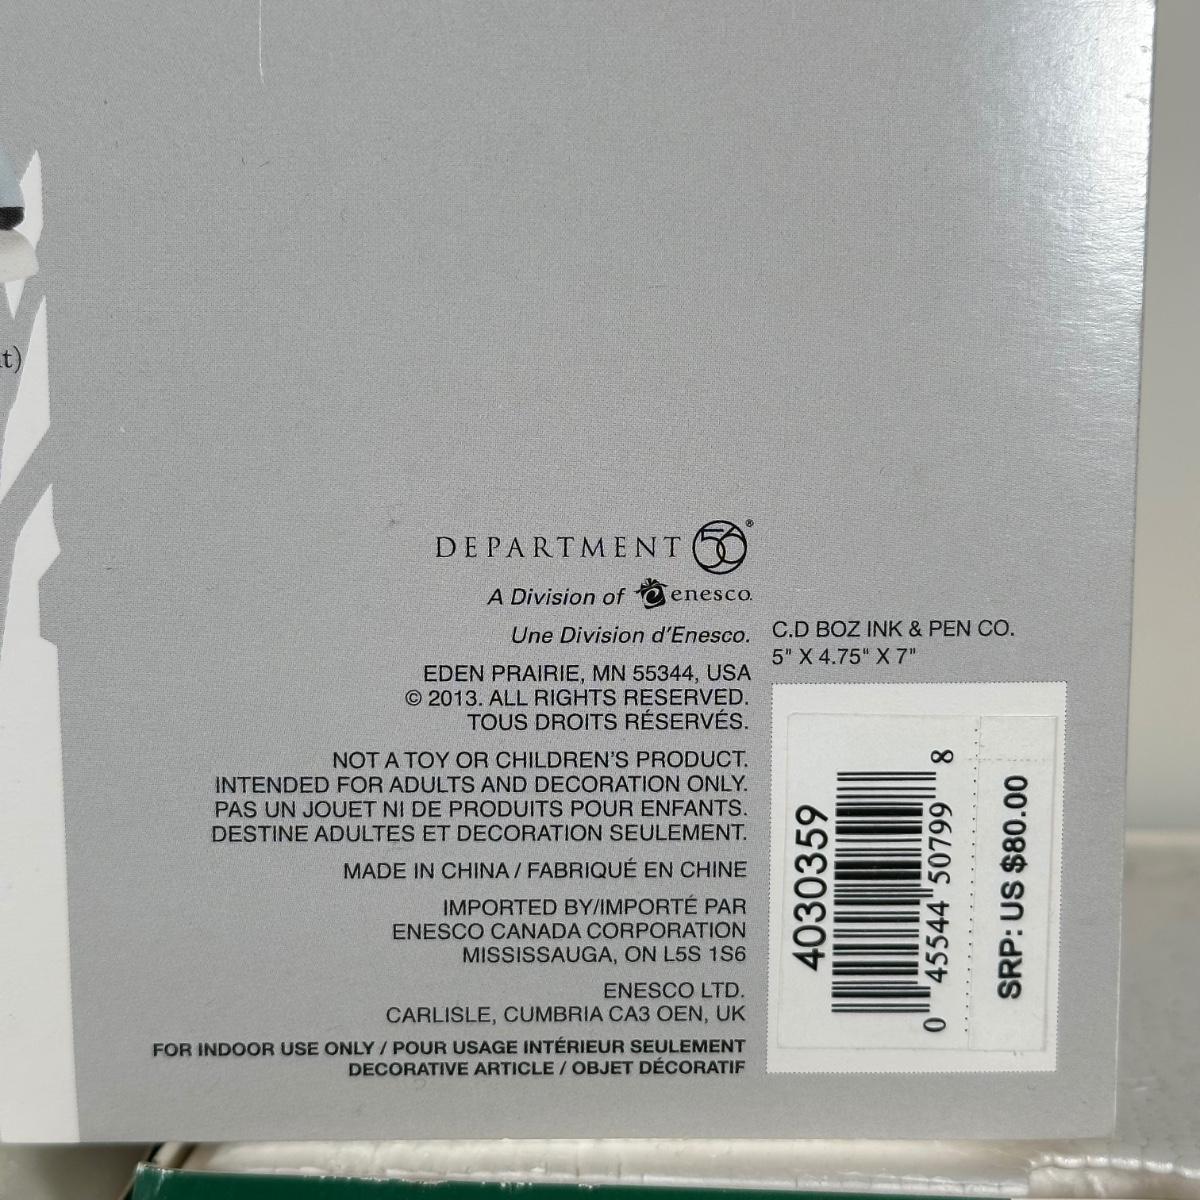 t)
DEPARTMENT 56®
A Division of enesco.
Une Division d'Enesco.
EDEN PRAIRIE, MN 55344, USA
© 2013. ALL RIGHTS RESERVED.
TOUS DROITS RÉSERVÉS.
NOT A TOY OR CHILDREN'S PRODUCT.
INTENDED FOR ADULTS AND DECORATION ONLY.
PAS UN JOUET NI DE PRODUITS POUR ENFANTS.
DESTINE ADULTES ET DECORATION SEULEMENT.
MADE IN CHINA / FABRIQUÉ EN CHINE
IMPORTED BY/IMPORTÉ PAR
ENESCO CANADA CORPORATION
MISSISSAUGA, ON L5S 1S6
ENESCO LTD.
CARLISLE, CUMBRIA CA3 OEN, UK
FOR INDOOR USE ONLY / POUR USAGE INTÉRIEUR SEULEMENT
DECORATIVE ARTICLE / OBJET DÉCORATIF
C.D BOZ INK & PEN CO.
5" X 4.75" X 7"
4030359
0 45544 50799 8
SRP: US $80.00